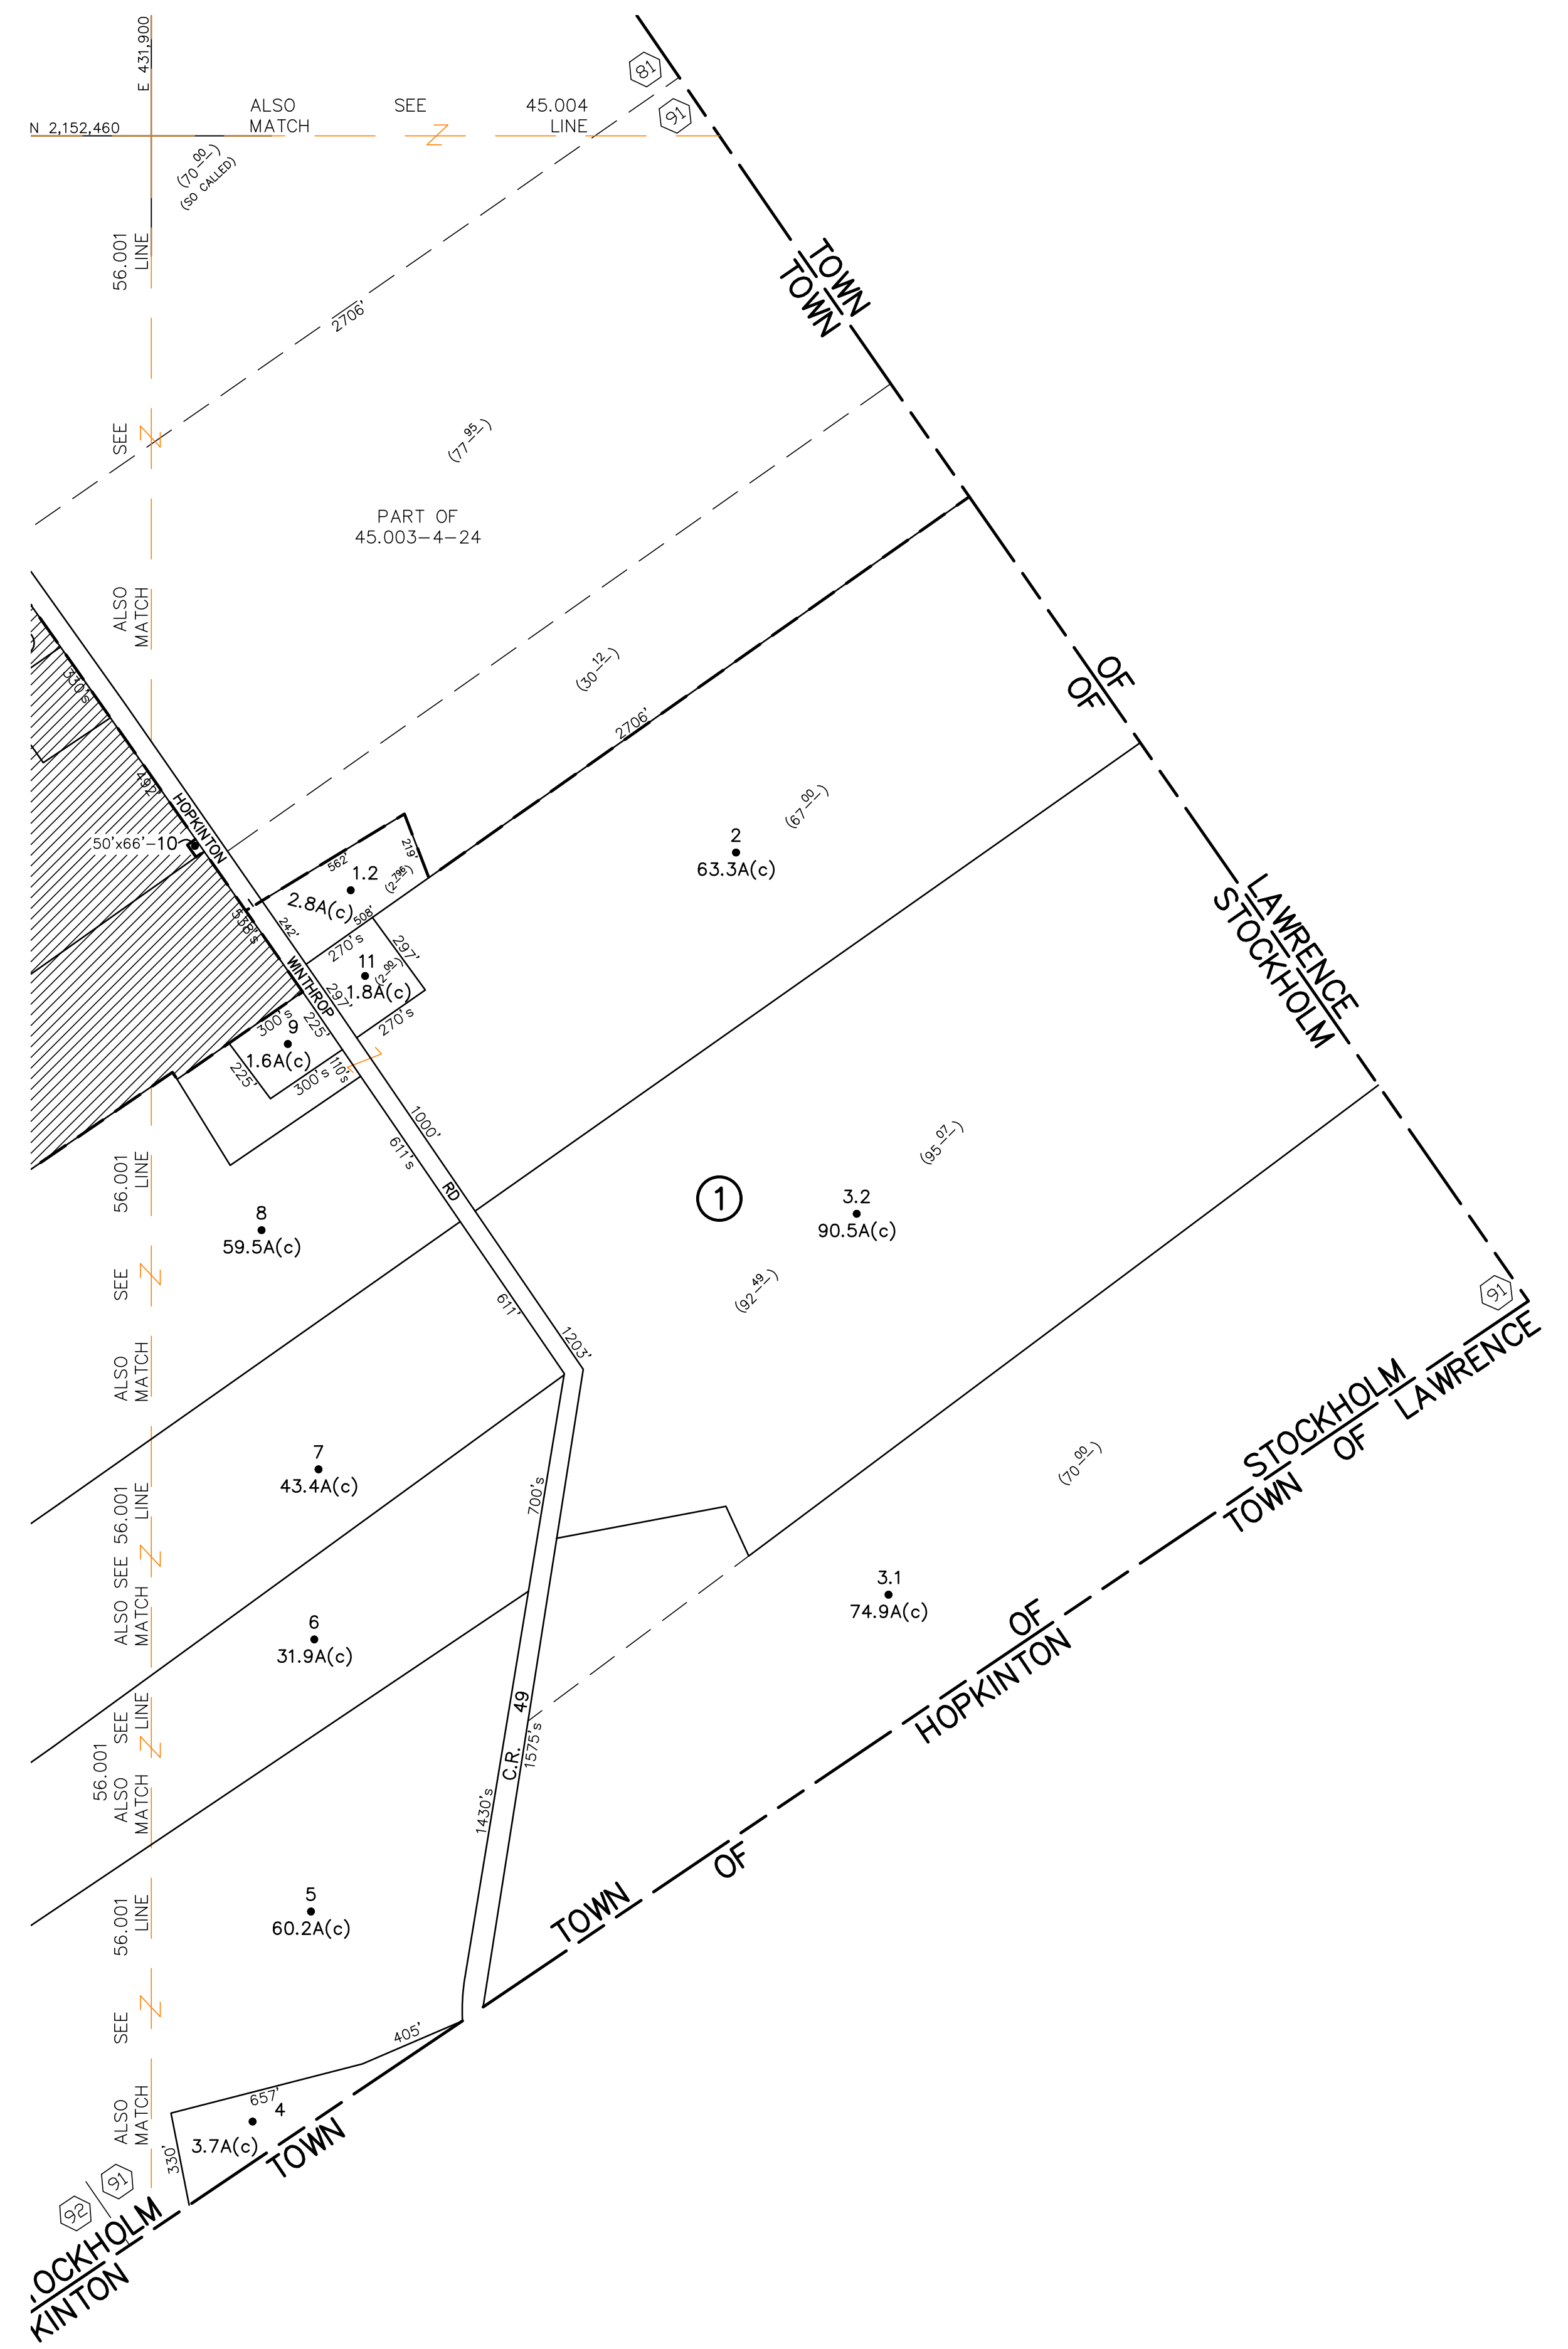 E 431,900
N 2,152,460
ALSO SEE 45.004
MATCH LINE
81
91
(70.00)
(SO CALLED)
56.001
LINE
SEE
ALSO
MATCH
TOWN
TOWN
2706'
(77.95)
PART OF
45.003-4-24
(30.12)
2706'
OF
OF
330's
492'
HOPKINTON
50'x66'-10
538's
562'
219'
1.2
(2.796)
2.8A(c)
508'
242'
270's
297'
11
(2.00)
1.8A(c)
270's
WINTHROP
297'
300's
225'
9
1.6A(c)
225'
300's
110's
2
(67.00)
63.3A(c)
LAWRENCE
STOCKHOLM
1000'
611's
RD
56.001
LINE
SEE
ALSO
MATCH
8
59.5A(c)
1
(95.07)
3.2
90.5A(c)
(92.49)
611'
1203'
91
STOCKHOLM
LAWRENCE
TOWN OF
7
43.4A(c)
700's
(70.00)
56.001
LINE
SEE
ALSO
MATCH
6
31.9A(c)
3.1
74.9A(c)
OF
HOPKINTON
C.R. 49
1575's
1430's
SEE
LINE
56.001
ALSO
MATCH
TOWN
OF
5
60.2A(c)
56.001
LINE
SEE
ALSO
MATCH
405'
657'
4
3.7A(c)
330'
TOWN
91
92
OCKHOLM
KINTON